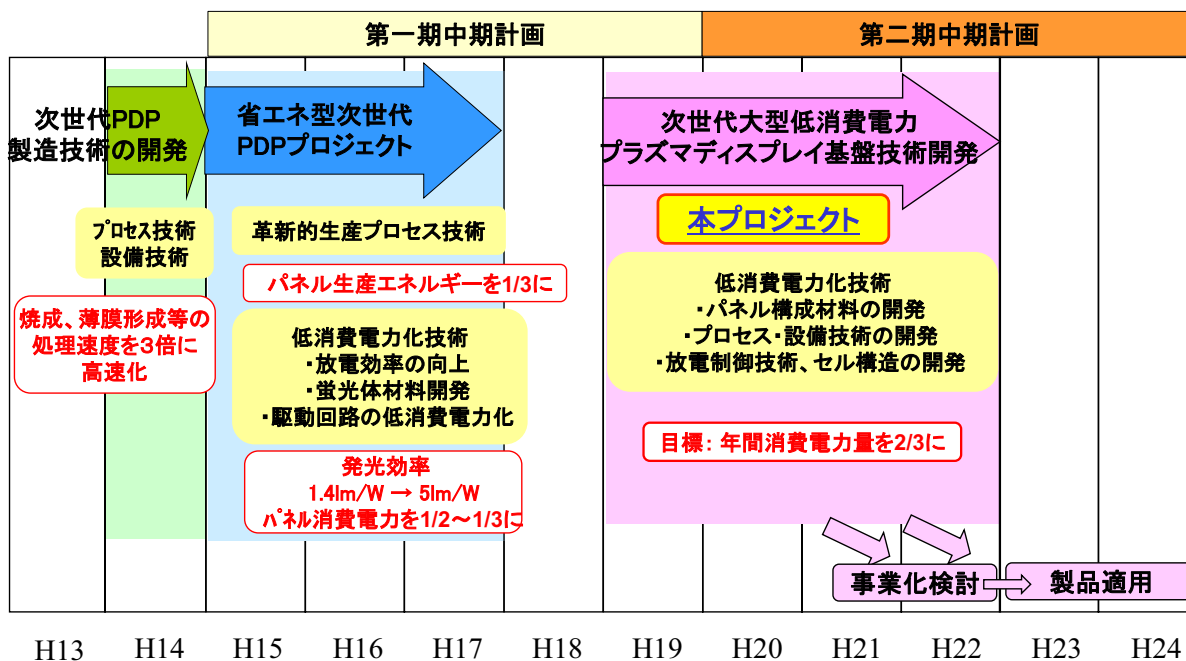 第一期中期計画
第二期中期計画
次世代PDP
製造技術の開発
省エネ型次世代
PDPプロジェクト
次世代大型低消費電力
プラズマディスプレイ基盤技術開発
ﾌﾟﾛｾｽ技術
設備技術
革新的生産プロセス技術
本プロジェクト
パネル生産エネルギーを1/3に
焼成、薄膜形成等の
処理速度を３倍に
高速化
低消費電力化技術
・放電効率の向上
・蛍光体材料開発
・駆動回路の低消費電力化
低消費電力化技術
・パネル構成材料の開発
・プロセス・設備技術の開発
・放電制御技術、セル構造の開発
目標： 年間消費電力量を2/3に
発光効率
1.4lm/W → 5lm/W
ﾊﾟﾈﾙ消費電力を1/2～1/3に
事業化検討
製品適用
H13 H14 H15 H16 H17 H18 H19 H20 H21 H22 H23 H24